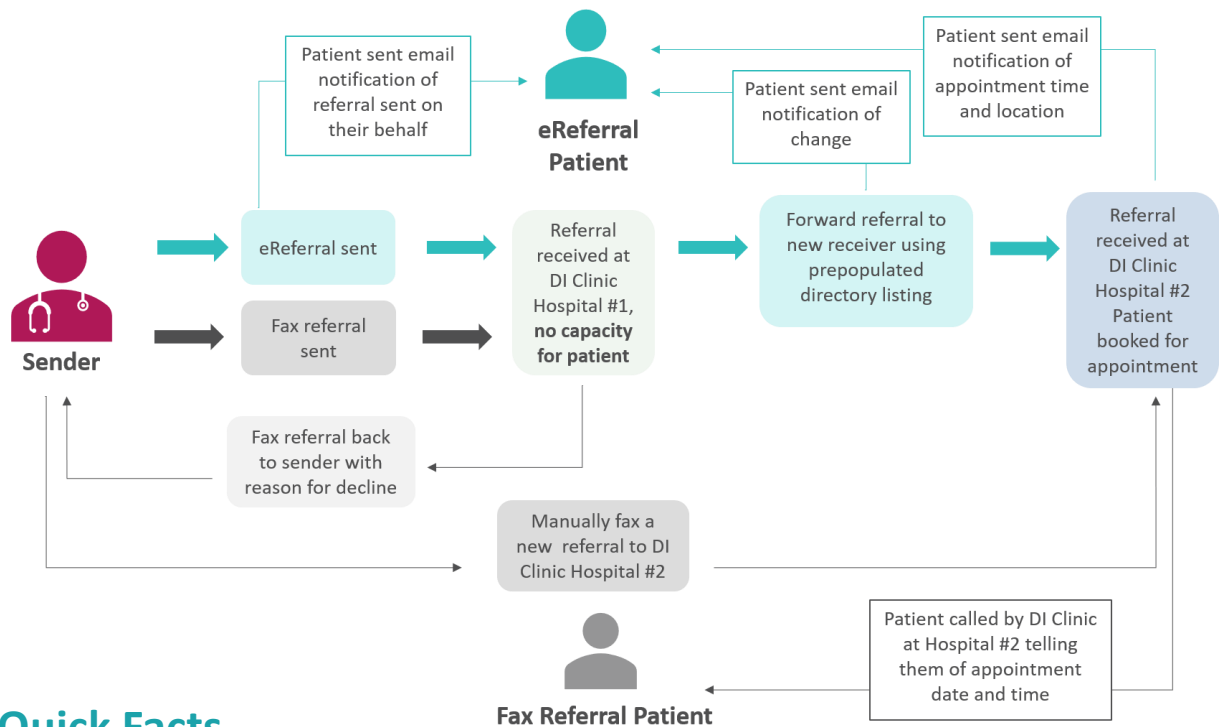 Patient sent email
notification of
referral sent on
their behalf
eReferral
Patient
Patient sent email
notification of
change
Patient sent email
notification of
appointment time
and location
Sender
eReferral sent
Fax referral
sent
Referral
received at
DI Clinic
Hospital #1,
no capacity
for patient
Forward referral to
new receiver using
prepopulated
directory listing
Referral
received at
DI Clinic
Hospital #2
Patient
booked for
appointment
Fax referral back
to sender with
reason for decline
Manually fax a
new referral to DI
Clinic Hospital #2
Patient called by DI Clinic
at Hospital #2 telling
them of appointment
date and time
Fax Referral Patient
Quick Facts